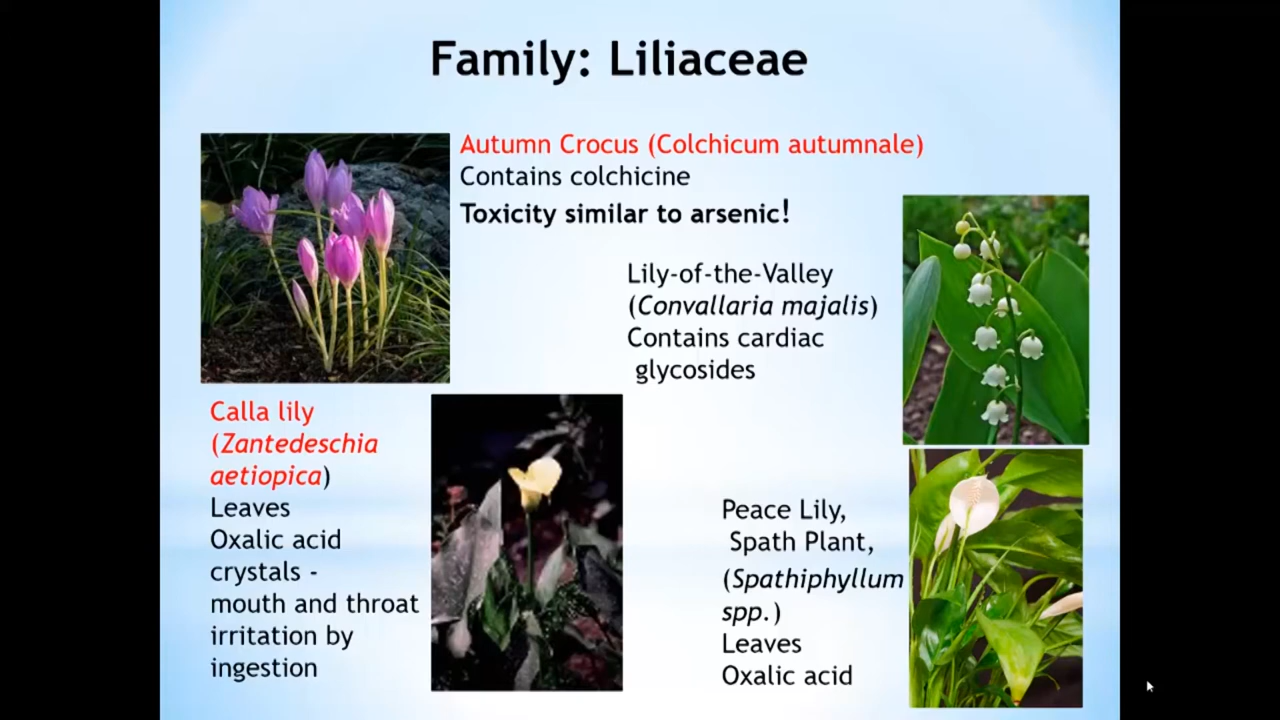 Family: Liliaceae
Autumn Crocus (Colchicum autumnale)
Contains colchicine
Toxicity similar to arsenic!
Lily-of-the-Valley
(Convallaria majalis)
Contains cardiac
glycosides
Calla lily
(Zantedeschia
aetiopica)
Leaves
Oxalic acid
crystals -
mouth and throat
irritation by
ingestion
Peace Lily,
Spath Plant,
(Spathiphyllum
spp.)
Leaves
Oxalic acid